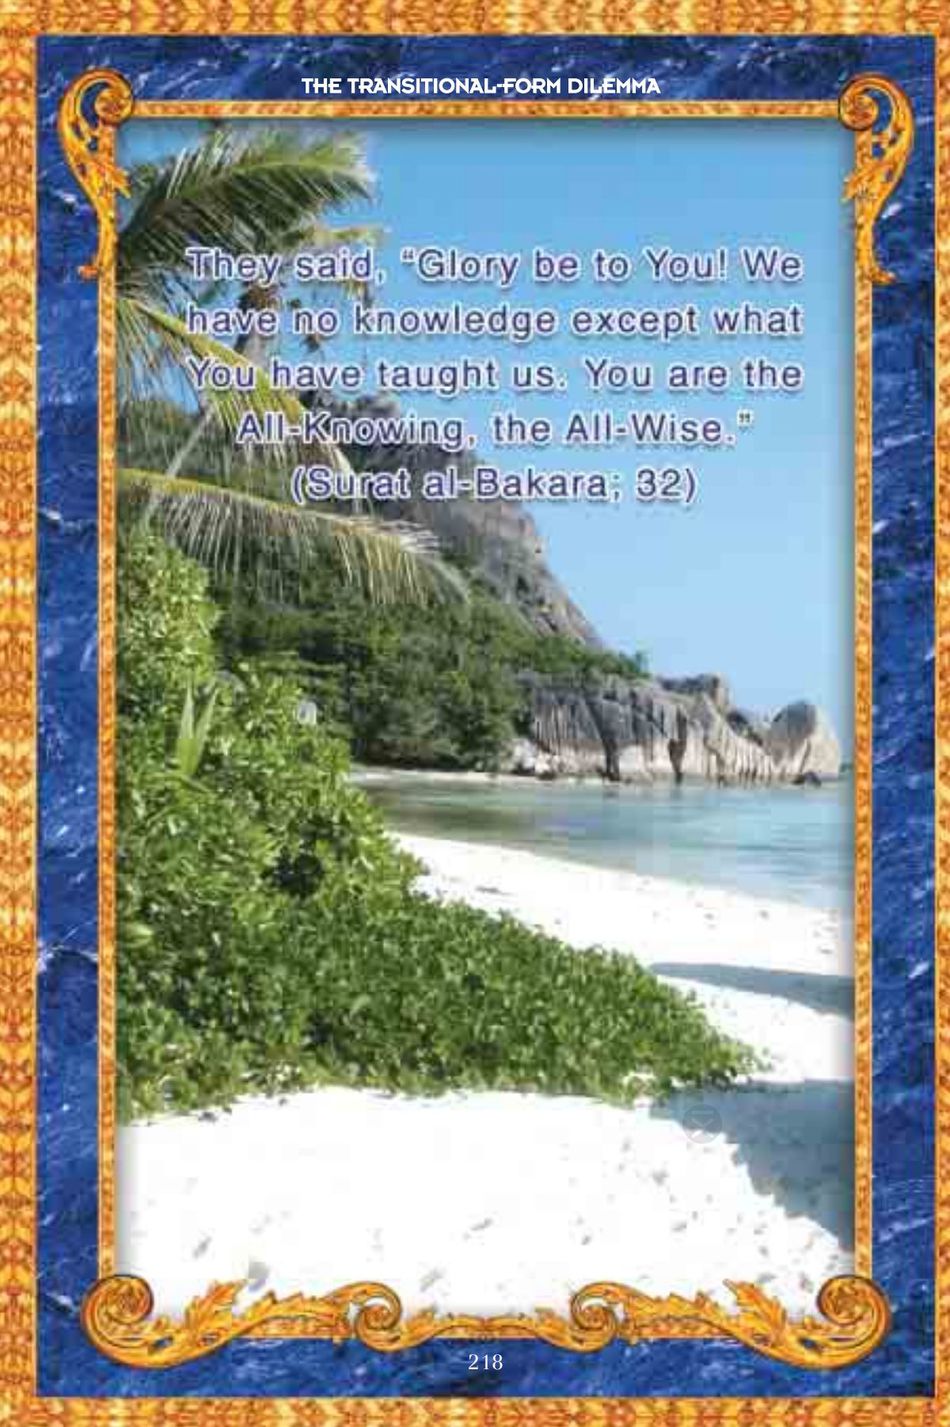 THE TRANSITIONAL-FORM DILEMMA
They said, “Glory be to You! We
have no knowledge except what
You have taught us. You are the
All-Knowing, the All-Wise.”
(Surat al-Bakara; 32)
218